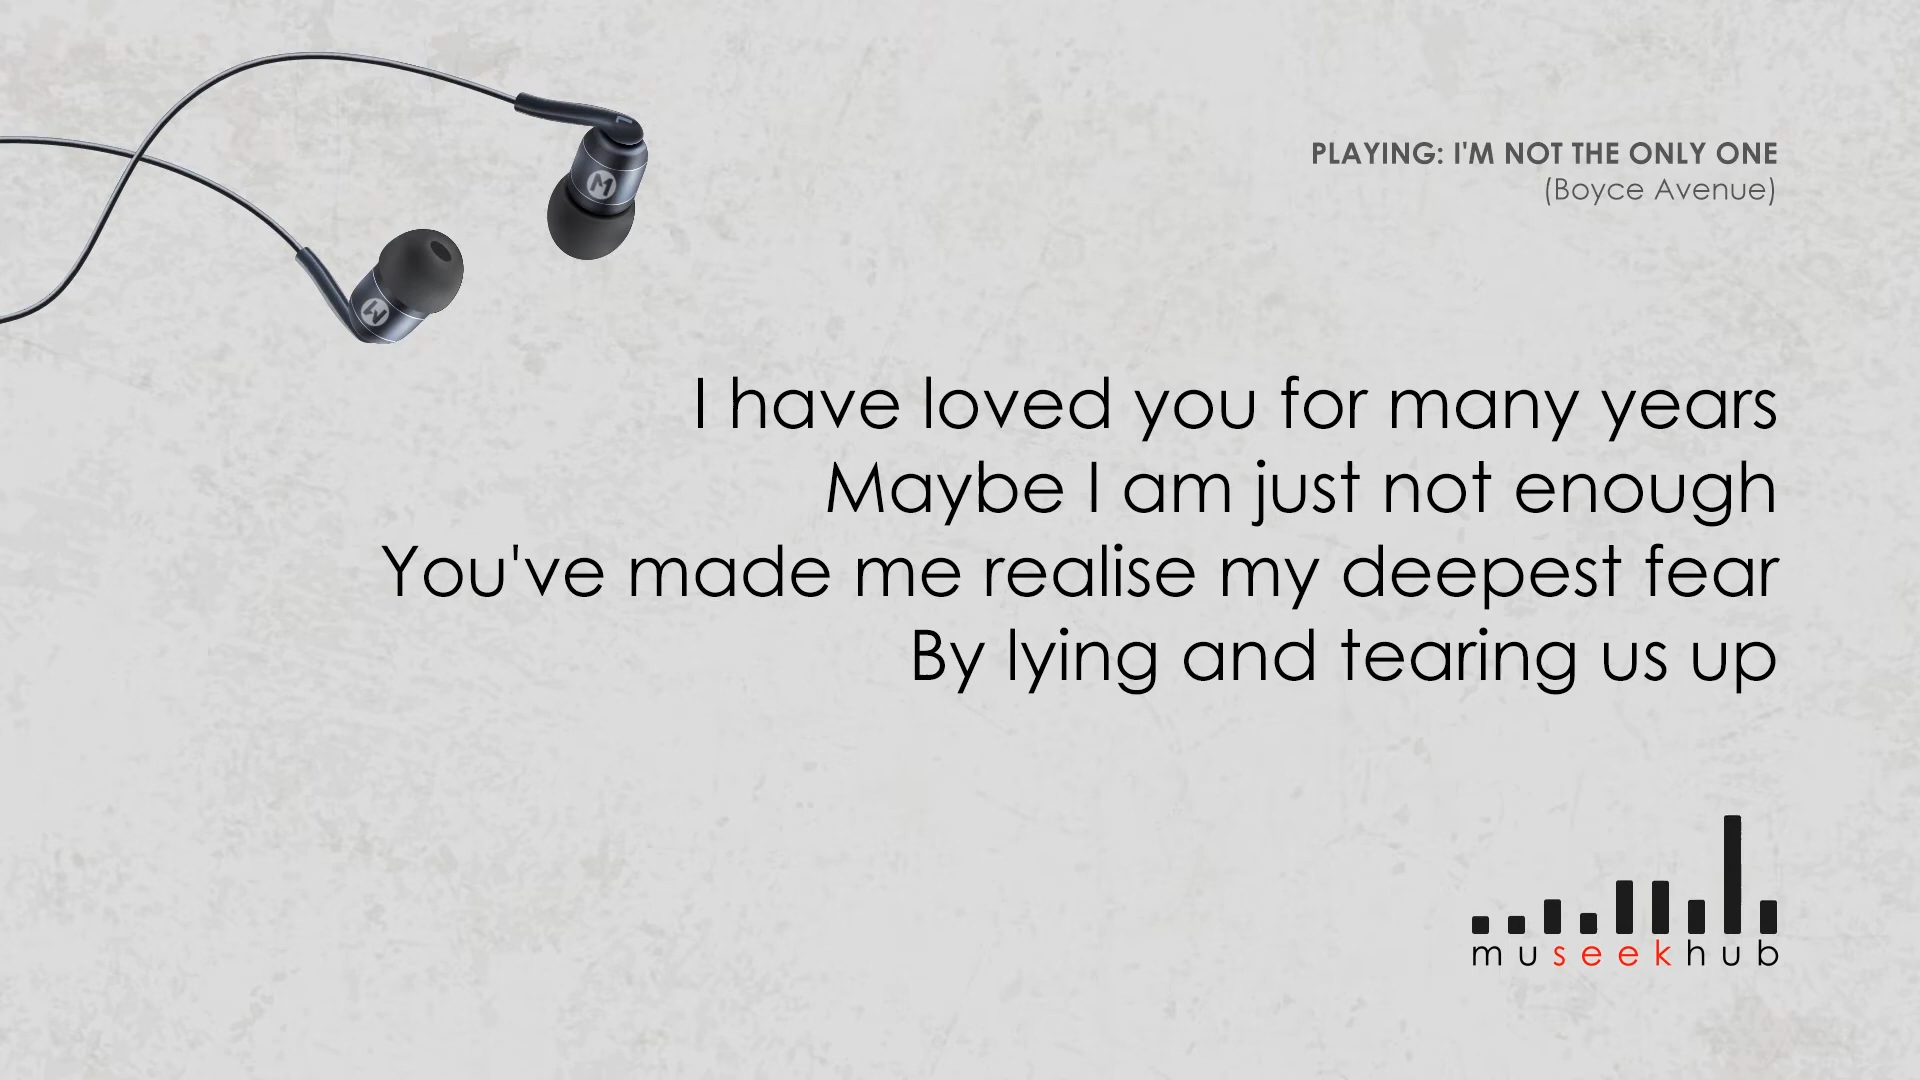 PLAYING: I'M NOT THE ONLY ONE
(Boyce Avenue)
I have loved you for many years
Maybe I am just not enough
You've made me realise my deepest fear
By lying and tearing us up
museekhub
L
M
M